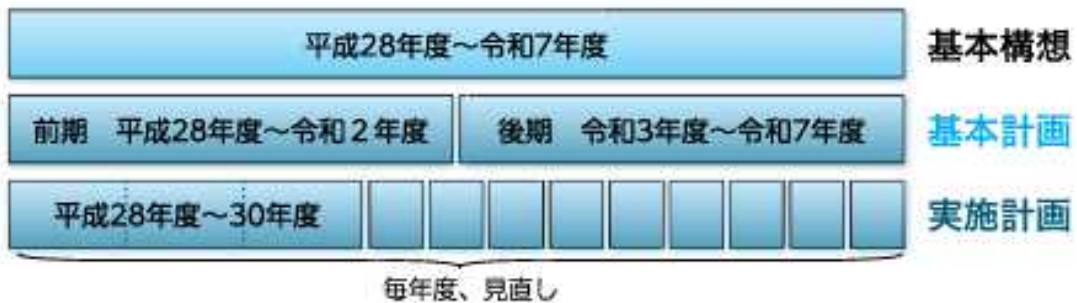 平成28年度～令和7年度 基本構想
前期 平成28年度～令和２年度 後期 令和3年度～令和7年度 基本計画
平成28年度～30年度 実施計画
毎年度、見直し